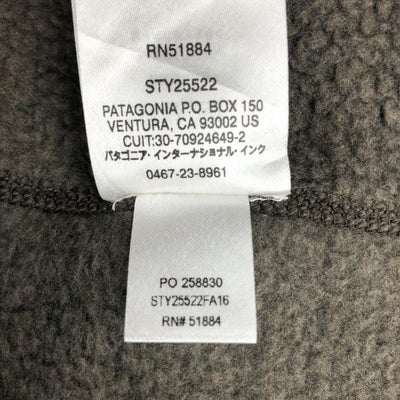 RN51884
STY25522
PATAGONIA P.O. BOX 150
VENTURA, CA 93002 US
CUIT:30-70924649-2
パタゴニア・インターナショナル・インク
0467-23-8961
PO 258830
STY25522FA16
RN# 51884